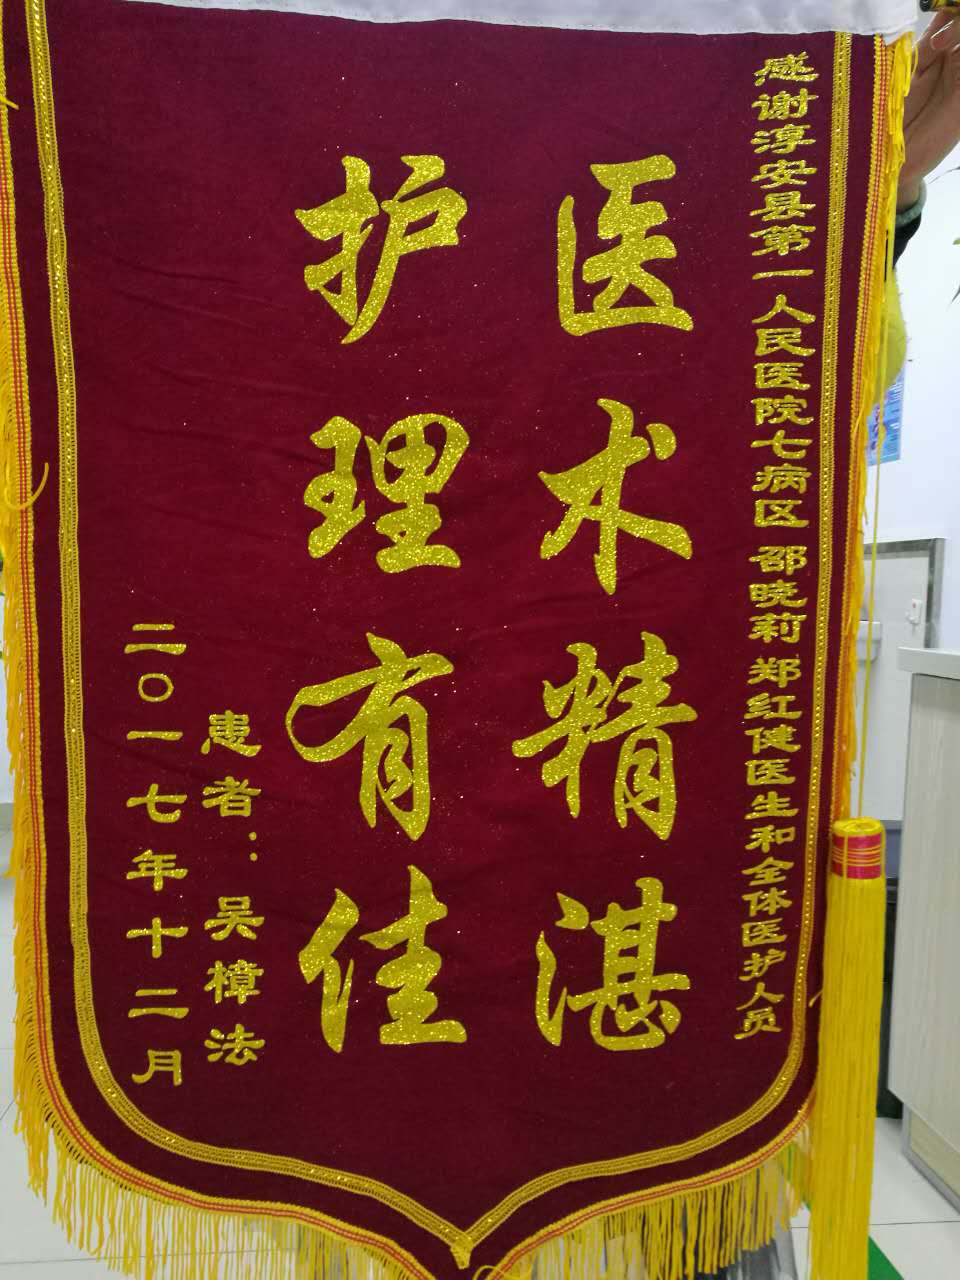 感谢淳安县第一人民医院七病区 邵晓莉 郑红健医生和全体医护人员
医术精湛
护理有佳
患者：吴樟法
二〇一七年十二月